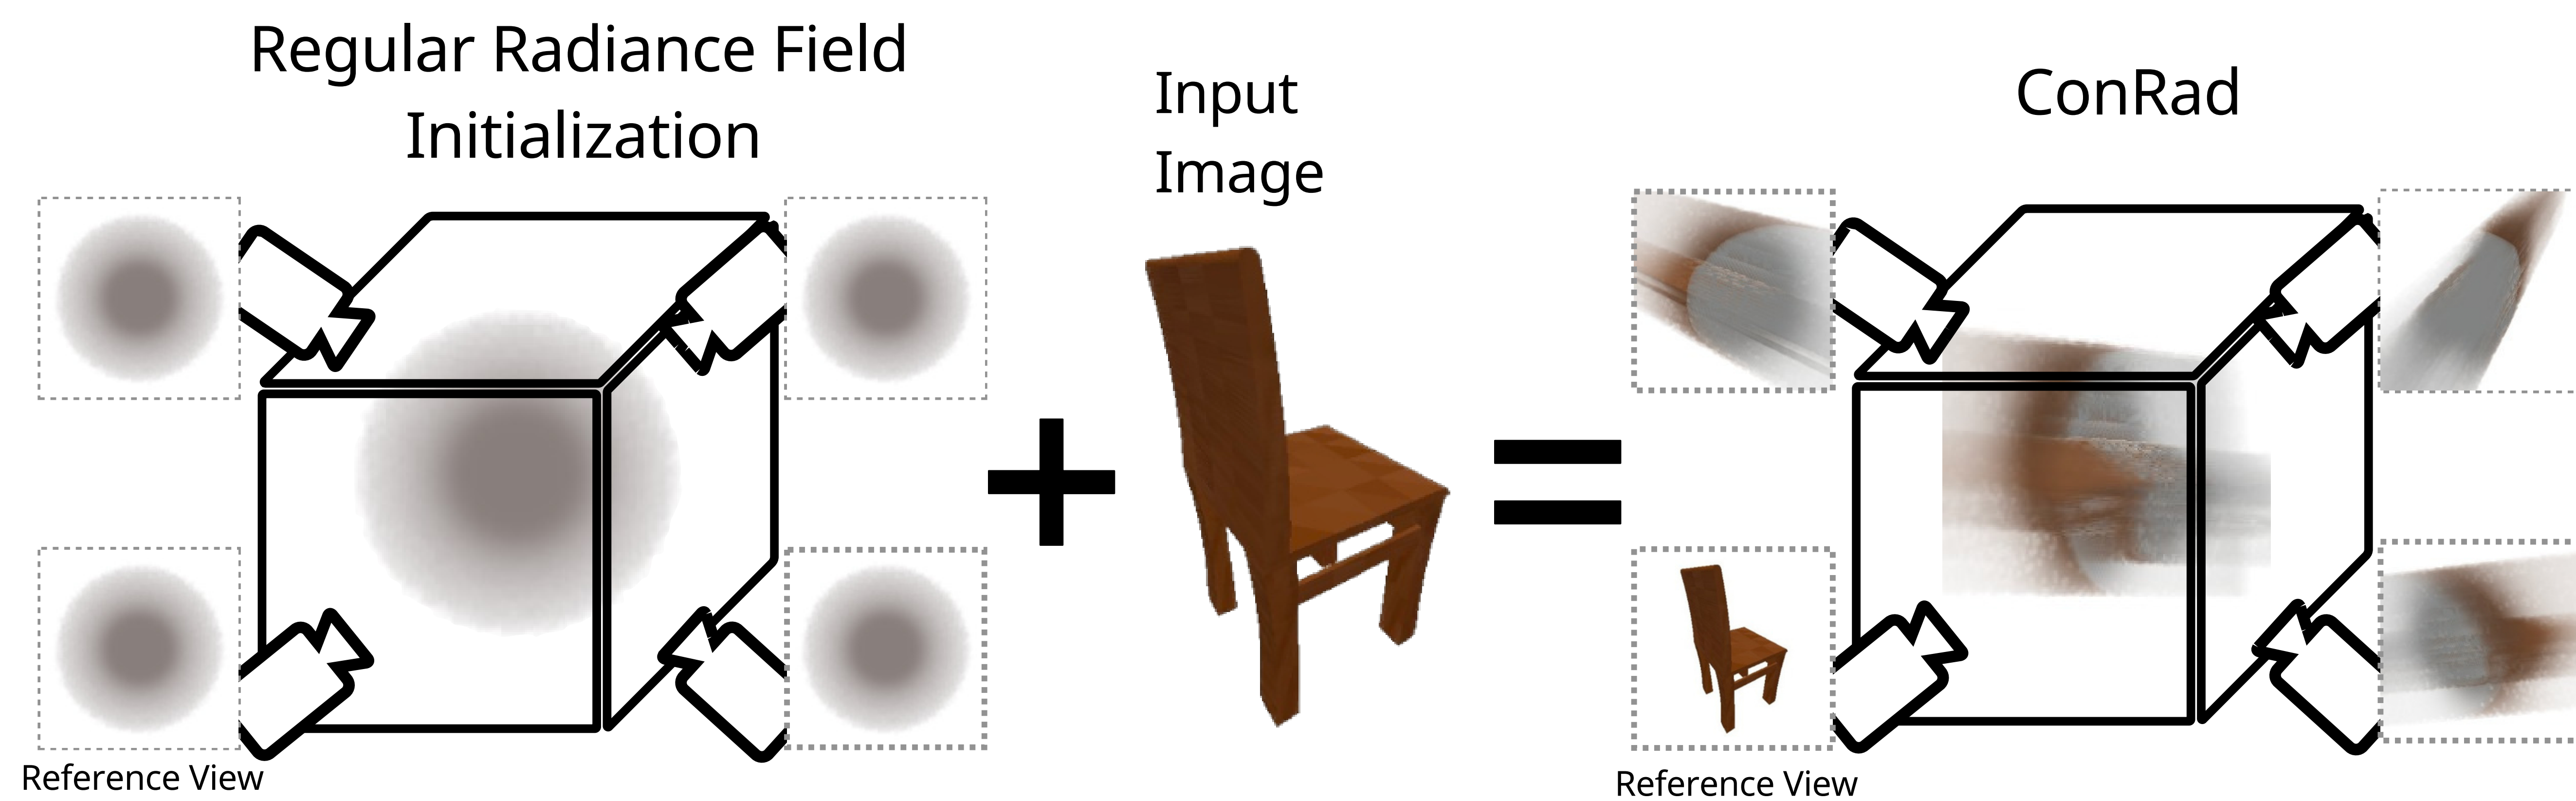 Regular Radiance Field
Initialization
Input
Image
ConRad
Reference View
Reference View